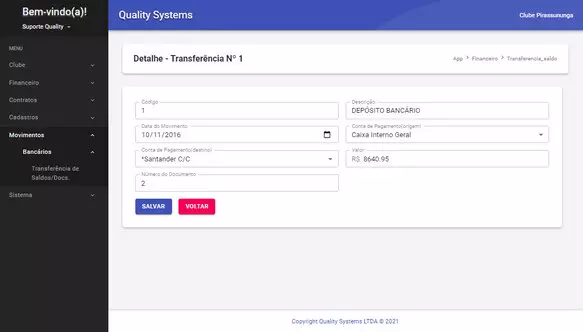 Bem-vindo(a)!
Suporte Quality
MENU
Clube
Financeiro
Contratos
Cadastros
Movimentos
Bancários
Transferência de
Saldos/Docs.
Sistema
Quality Systems
Clube Pirassununga
Detalhe - Transferência Nº 1
App > Financeiro > Transferencia_saldo
Código
1
Descrição
DEPÓSITO BANCÁRIO
Data do Movimento
10/11/2016
Conta de Pagamento(origem)
Caixa Interno Geral
Conta de Pagamento(destino)
*Santander C/C
Valor
R$ 8640.95
Número do Documento
2
SALVAR
VOLTAR
Copyright Quality Systems LTDA © 2021